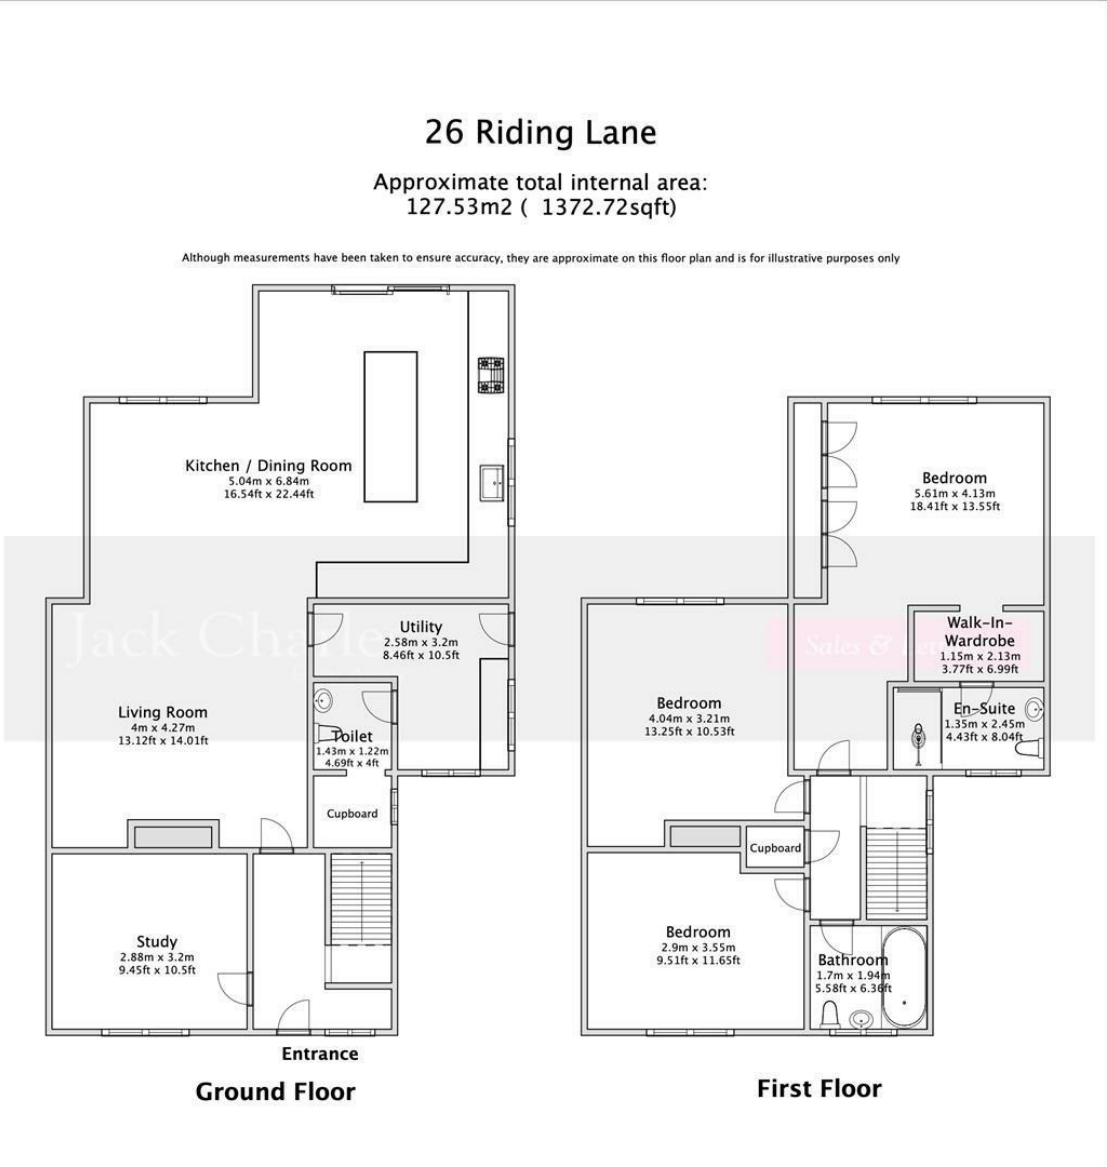 26 Riding Lane
Approximate total internal area:
127.53m2 ( 1372.72sqft)
Although measurements have been taken to ensure accuracy, they are approximate on this floor plan and is for illustrative purposes only
Kitchen / Dining Room
5.04m x 6.84m
16.54ft x 22.44ft
Utility
2.58m x 3.2m
8.46ft x 10.5ft
Living Room
4m x 4.27m
13.12ft x 14.01ft
Toilet
1.43m x 1.22m
4.69ft x 4ft
Cupboard
Study
2.88m x 3.2m
9.45ft x 10.5ft
Entrance
Ground Floor
Bedroom
5.61m x 4.13m
18.41ft x 13.55ft
Walk-In-
Wardrobe
1.15m x 2.13m
3.77ft x 6.99ft
En-Suite
1.35m x 2.45m
4.43ft x 8.04ft
Bedroom
4.04m x 3.21m
13.25ft x 10.53ft
Cupboard
Bedroom
2.9m x 3.55m
9.51ft x 11.65ft
Bathroom
1.7m x 1.94m
5.58ft x 6.36ft
First Floor
Jack Charle
Sales &